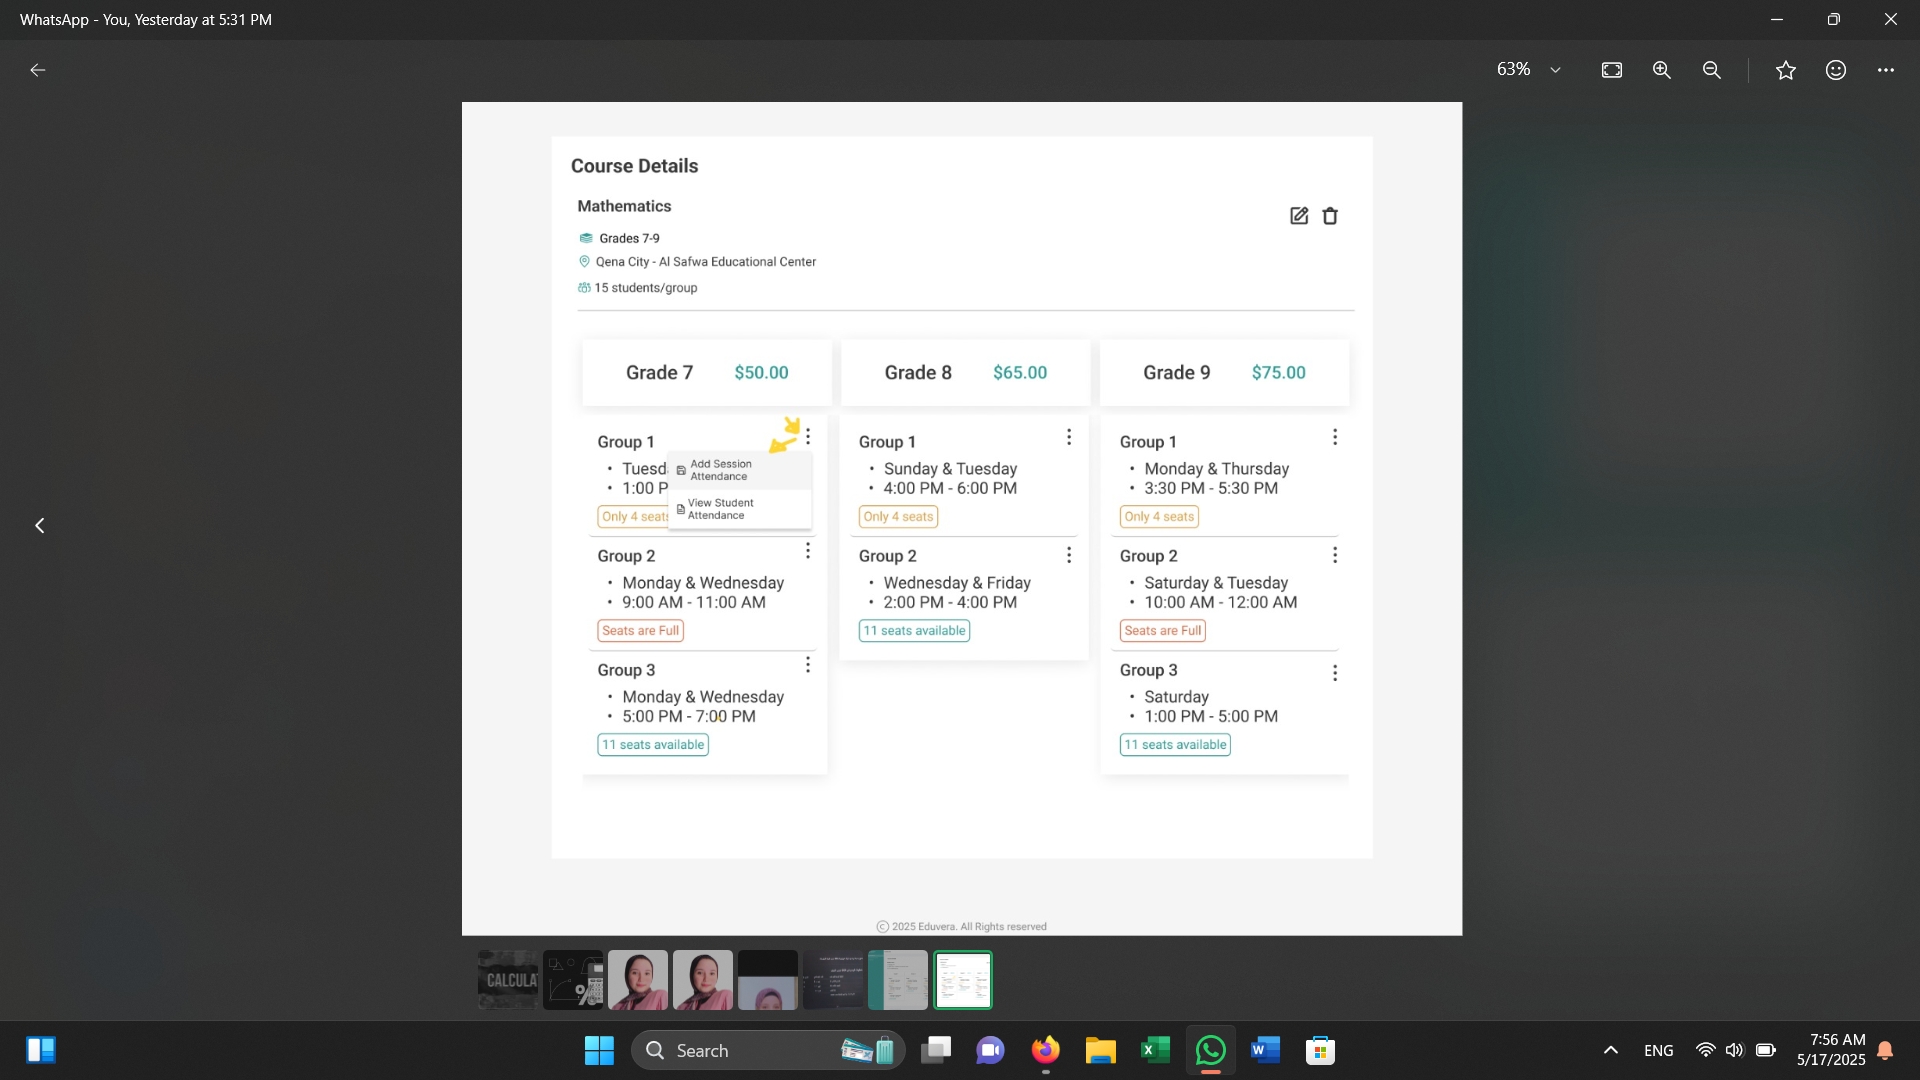 WhatsApp - You, Yesterday at 5:31 PM
63%
Course Details
Mathematics
Grades 7-9
Qena City - Al Safwa Educational Center
15 students/group
Grade 7 $50.00
Grade 8 $65.00
Grade 9 $75.00
Group 1
Tuesd
1:00 P
Only 4 seats
Add Session
Attendance
View Student
Attendance
Group 2
Monday & Wednesday
9:00 AM - 11:00 AM
Seats are Full
Group 3
Monday & Wednesday
5:00 PM - 7:00 PM
11 seats available
Group 1
Sunday & Tuesday
4:00 PM - 6:00 PM
Only 4 seats
Group 2
Wednesday & Friday
2:00 PM - 4:00 PM
11 seats available
Group 1
Monday & Thursday
3:30 PM - 5:30 PM
Only 4 seats
Group 2
Saturday & Tuesday
10:00 AM - 12:00 AM
Seats are Full
Group 3
Saturday
1:00 PM - 5:00 PM
11 seats available
© 2025 Eduvera. All Rights reserved
CALCULA
Search
ENG
7:56 AM
5/17/2025